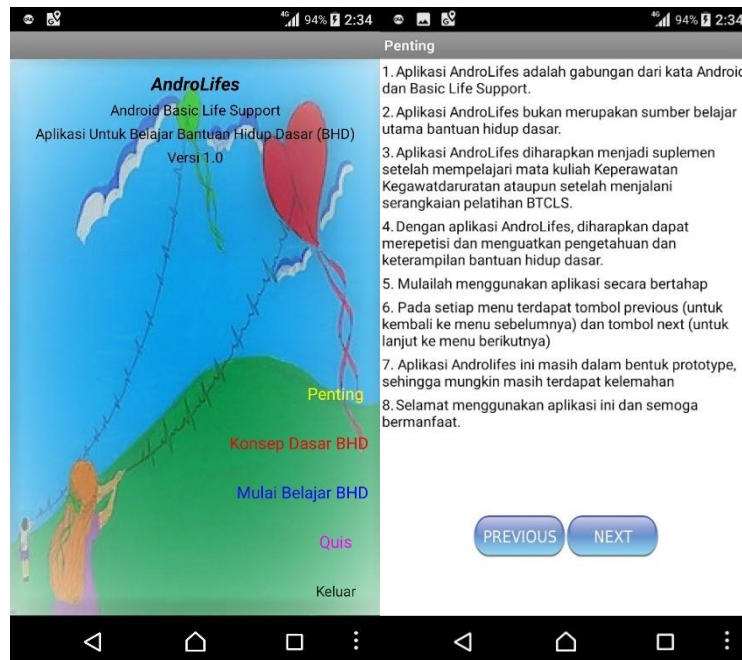 4G 94% 2:34
AndroLifes
Android Basic Life Support
Aplikasi Untuk Belajar Bantuan Hidup Dasar (BHD)
Versi 1.0
Penting
Konsep Dasar BHD
Mulai Belajar BHD
Quis
Keluar
4G 94% 2:34
Penting
1. Aplikasi AndroLifes adalah gabungan dari kata Android
dan Basic Life Support.
2. Aplikasi AndroLifes bukan merupakan sumber belajar
utama bantuan hidup dasar.
3. Aplikasi AndroLifes diharapkan menjadi suplemen
setelah mempelajari mata kuliah Keperawatan
Kegawatdaruratan ataupun setelah menjalani
serangkaian pelatihan BTCLS.
4. Dengan aplikasi AndroLifes, diharapkan dapat
merepetisi dan menguatkan pengetahuan dan
keterampilan bantuan hidup dasar.
5. Mulailah menggunakan aplikasi secara bertahap
6. Pada setiap menu terdapat tombol previous (untuk
kembali ke menu sebelumnya) dan tombol next (untuk
lanjut ke menu berikutnya)
7. Aplikasi Androlifes ini masih dalam bentuk prototype,
sehingga mungkin masih terdapat kelemahan
8. Selamat menggunakan aplikasi ini dan semoga
bermanfaat.
PREVIOUS NEXT